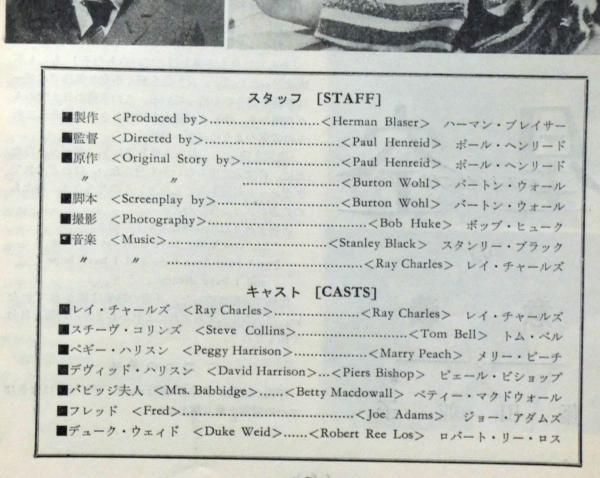 スタッフ [STAFF]
■製作 <Produced by>..............................<Herman Blaser> ハーマン・ブレイサー
■監督 <Directed by>....................................<Paul Henreid> ポール・ヘンリード
■原作 <Original Story by>..........................<Paul Henreid> ポール・ヘンリード
〃 〃 ..........................<Burton Wohl> バートン・ウォール
■脚本 <Screenplay by>................................<Burton Wohl> バートン・ウォール
■撮影 <Photography>..........................................<Bob Huke> ボッブ・ヒューク
■音楽 <Music>..........................................<Stanley Black> スタンリー・ブラック
〃 〃 ..................................................<Ray Charles> レイ・チャールズ
キャスト [CASTS]
■レイ・チャールズ <Ray Charles>......................<Ray Charles> レイ・チャールズ
■スチーヴ・コリンズ <Steve Collins>..............................<Tom Bell> トム・ベル
■ペギー・ハリスン <Peggy Harrison>......................<Marry Peach> メリー・ピーチ
■デヴィッド・ハリスン <David Harrison>...<Piers Bishop> ピェール・ビショップ
■バビッジ夫人 <Mrs. Babbidge>......<Betty Macdowall> ベティー・マクドウォール
■フレッド <Fred>..............................................<Joe Adams> ジョー・アダムズ
■デューク・ウェイド <Duke Weid>......<Robert Ree Los> ロバート・リー・ロス